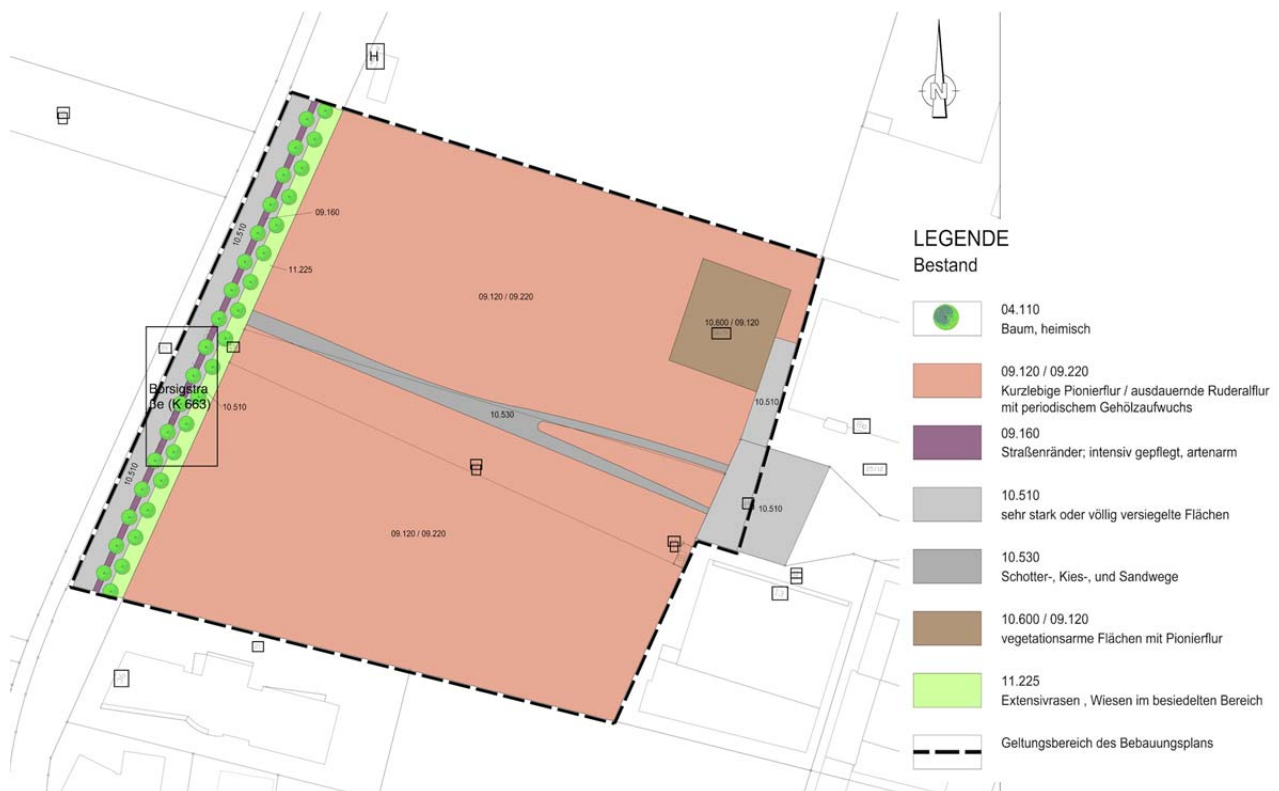 H
N
09.160
10.510
11.225
09.120 / 09.220
10.600 / 09.120
10.510
Borsigstra
ße (K 663)
10.510
10.530
10.510
10.510
09.120 / 09.220
LEGENDE
Bestand
04.110
Baum, heimisch
09.120 / 09.220
Kurzlebige Pionierflur / ausdauernde Ruderalflur
mit periodischem Gehölzaufwuchs
09.160
Straßenränder; intensiv gepflegt, artenarm
10.510
sehr stark oder völlig versiegelte Flächen
10.530
Schotter-, Kies-, und Sandwege
10.600 / 09.120
vegetationsarme Flächen mit Pionierflur
11.225
Extensivrasen , Wiesen im besiedelten Bereich
Geltungsbereich des Bebauungsplans